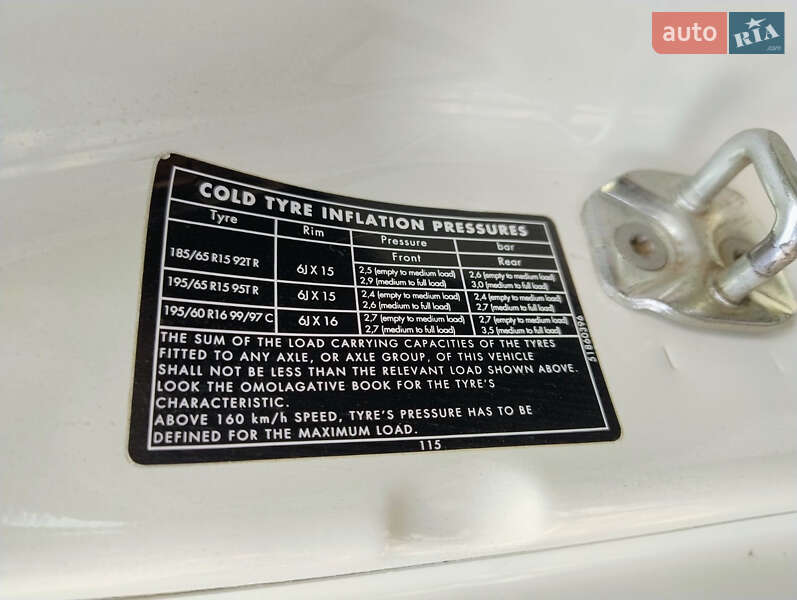 auto RIA .com
COLD TYRE INFLATION PRESSURES
Tyre Rim Pressure bar
Front Rear
185/65 R15 92T R 6J X 15 2,5 (empty to medium load) 2,6 (empty to medium load)
2,9 (medium to full load) 3,0 (medium to full load)
195/65 R15 95T R 6J X 15 2,4 (empty to medium load) 2,4 (empty to medium load)
2,6 (medium to full load) 2,7 (medium to full load)
195/60 R16 99/97 C 6J X 16 2,7 (empty to medium load) 2,7 (empty to medium load)
2,7 (medium to full load) 3,5 (medium to full load)
THE SUM OF THE LOAD CARRYING CAPACITIES OF THE TYRES
FITTED TO ANY AXLE, OR AXLE GROUP, OF THIS VEHICLE
SHALL NOT BE LESS THAN THE RELEVANT LOAD SHOWN ABOVE.
LOOK THE OMOLAGATIVE BOOK FOR THE TYRE'S
CHARACTERISTIC.
ABOVE 160 km/h SPEED, TYRE'S PRESSURE HAS TO BE
DEFINED FOR THE MAXIMUM LOAD.
115
51860396